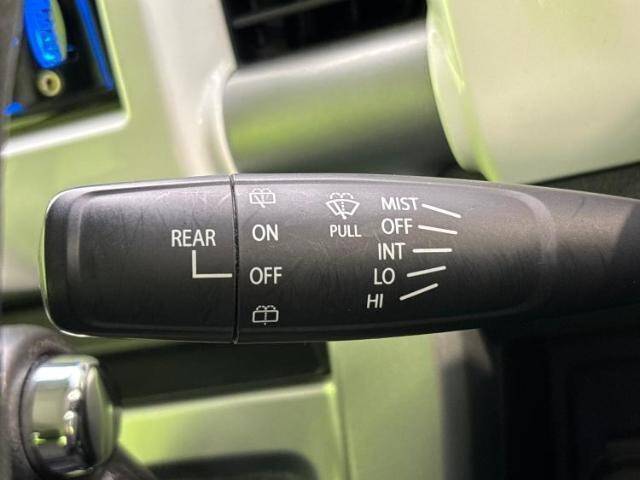 REAR
ON
OFF
PULL
MIST
OFF
INT
LO
HI